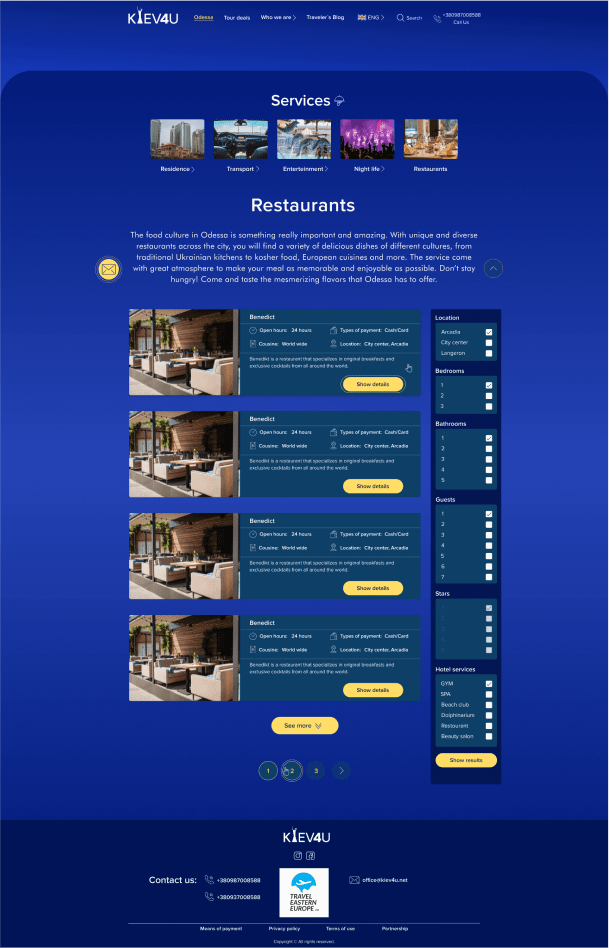 KIEV4U
Odessa
Tour deals
Who we are
Traveler`s Blog
ENG
Search
+380987008588
Call Us
Services
Residence
Transport
Enterteinment
Night life
Restaurants
Restaurants
The food culture in Odessa is something really important and amazing. With unique and diverse
restaurants across the city, you will find a variety of delicious dishes of different cultures, from
traditional Ukrainian kitchens to kosher food, European cuisines and more. The service come
with great atmosphere to make your meal as memorable and enjoyable as possible. Don't stay
hungry! Come and taste the mesmerizing flavors that Odessa has to offer.
Benedict
Open hours: 24 hours
Types of payment: Cash/Card
Cousine: World wide
Location: City center, Arcadia
Benedikt is a restaurant that specializes in original breakfasts and
exclusive cocktails from all around the world.
Show details
Benedict
Open hours: 24 hours
Types of payment: Cash/Card
Cousine: World wide
Location: City center, Arcadia
Benedikt is a restaurant that specializes in original breakfasts and
exclusive cocktails from all around the world.
Show details
Benedict
Open hours: 24 hours
Types of payment: Cash/Card
Cousine: World wide
Location: City center, Arcadia
Benedikt is a restaurant that specializes in original breakfasts and
exclusive cocktails from all around the world.
Show details
Benedict
Open hours: 24 hours
Types of payment: Cash/Card
Cousine: World wide
Location: City center, Arcadia
Benedikt is a restaurant that specializes in original breakfasts and
exclusive cocktails from all around the world.
Show details
See more
1
2
3
Location
Arcadia
City center
Langeron
Bedrooms
1
2
3
Bathrooms
1
2
3
4
5
Guests
1
2
3
4
5
6
7
Stars
Hotel services
GYM
SPA
Beach club
Dolphinarium
Restaurant
Beauty salon
Show results
KIEV4U
Contact us:
+380987008588
+380937008588
TRAVEL
EASTERN
EUROPE
office@kiev4u.net
Means of payment
Privacy policy
Terms of use
Partnership
Copyright © All rights reserved.